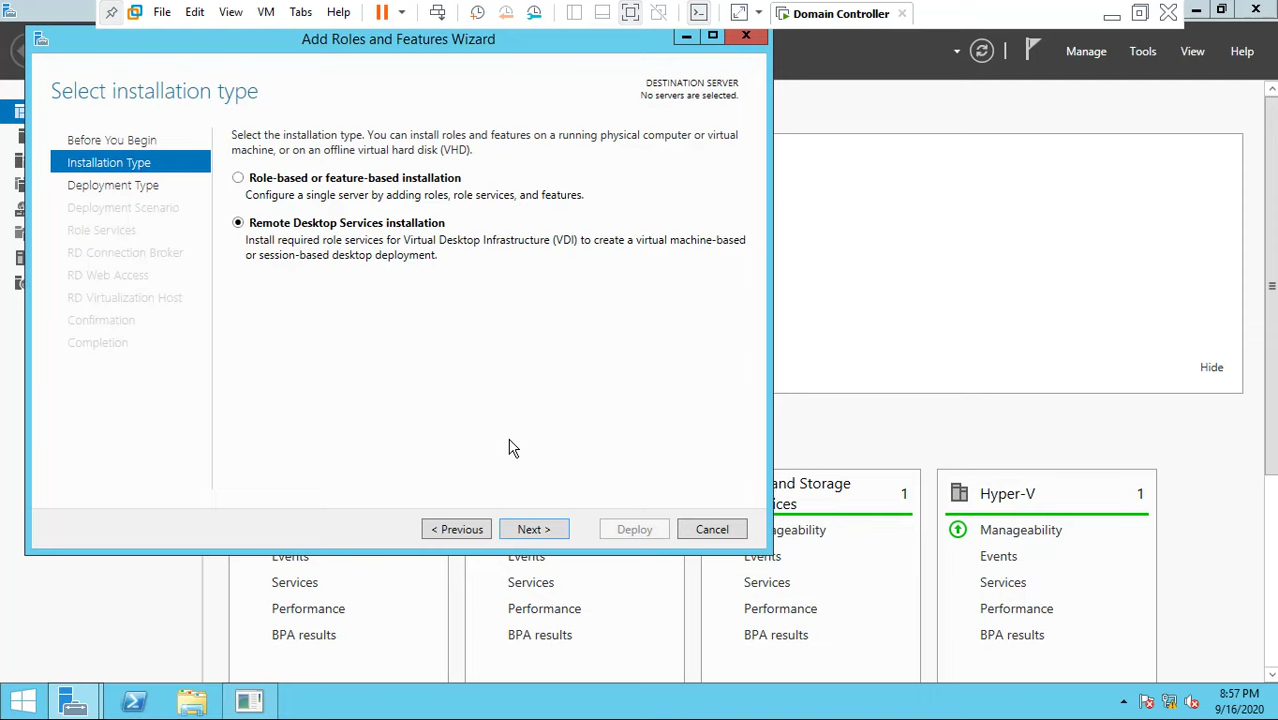 VM File Edit View VM Tabs Help Domain Controller
Add Roles and Features Wizard
Manage Tools View Help
Select installation type
DESTINATION SERVER
No servers are selected.
Before You Begin
Installation Type
Deployment Type
Deployment Scenario
Role Services
RD Connection Broker
RD Web Access
RD Virtualization Host
Confirmation
Completion
Select the installation type. You can install roles and features on a running physical computer or virtual
machine, or on an offline virtual hard disk (VHD).
Role-based or feature-based installation
Configure a single server by adding roles, role services, and features.
Remote Desktop Services installation
Install required role services for Virtual Desktop Infrastructure (VDI) to create a virtual machine-based
or session-based desktop deployment.
< Previous Next > Deploy Cancel
Hide
and Storage
ices
1
Hyper-V 1
nageability
Manageability
Events Events Events Events
Services Services Services Services
Performance Performance Performance Performance
BPA results BPA results BPA results BPA results
8:57 PM
9/16/2020